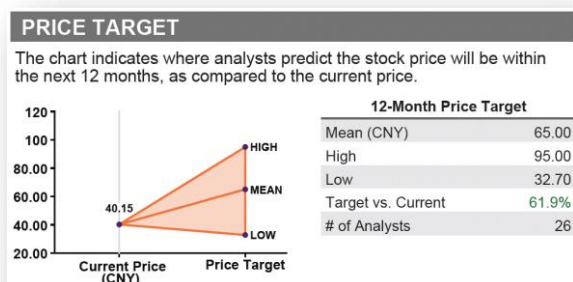 PRICE TARGET
The chart indicates where analysts predict the stock price will be within
the next 12 months, as compared to the current price.
120
100
80.00
60.00
40.00
20.00
40.15
HIGH
MEAN
LOW
Current Price
(CNY)
Price Target
12-Month Price Target
Mean (CNY) 65.00
High 95.00
Low 32.70
Target vs. Current 61.9%
# of Analysts 26